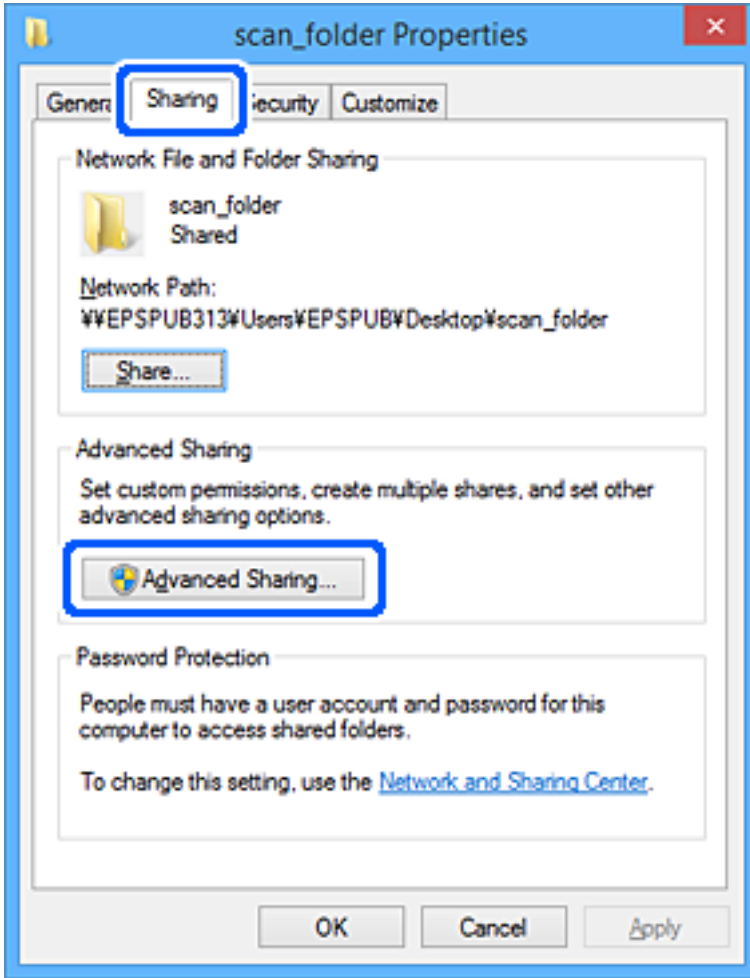 scan_folder Properties
General Sharing Security Customize
Network File and Folder Sharing
scan_folder
Shared
Network Path:
¥¥EPSPUB313¥Users¥EPSPUB¥Desktop¥scan_folder
Share...
Advanced Sharing
Set custom permissions, create multiple shares, and set other
advanced sharing options.
Advanced Sharing...
Password Protection
People must have a user account and password for this
computer to access shared folders.
To change this setting, use the Network and Sharing Center.
OK Cancel Apply